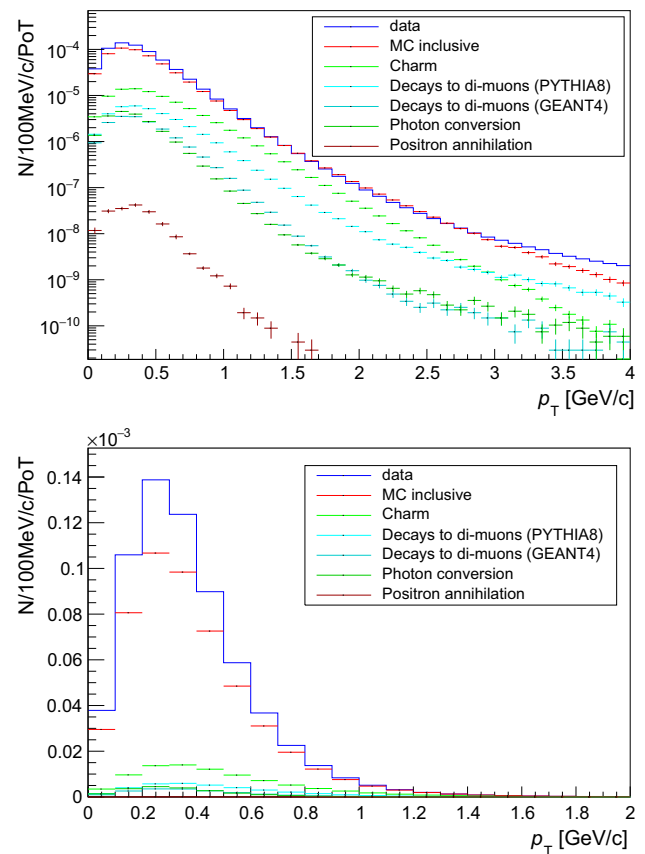 N/100MeV/c/PoT
10⁻⁴
10⁻⁵
10⁻⁶
10⁻⁷
10⁻⁸
10⁻⁹
10⁻¹⁰
data
MC inclusive
Charm
Decays to di-muons (PYTHIA8)
Decays to di-muons (GEANT4)
Photon conversion
Positron annihilation
0 0.5 1 1.5 2 2.5 3 3.5 4
p_T [GeV/c]
×10⁻³
N/100MeV/c/PoT
0.14
0.12
0.1
0.08
0.06
0.04
0.02
0
data
MC inclusive
Charm
Decays to di-muons (PYTHIA8)
Decays to di-muons (GEANT4)
Photon conversion
Positron annihilation
0 0.2 0.4 0.6 0.8 1 1.2 1.4 1.6 1.8 2
p_T [GeV/c]